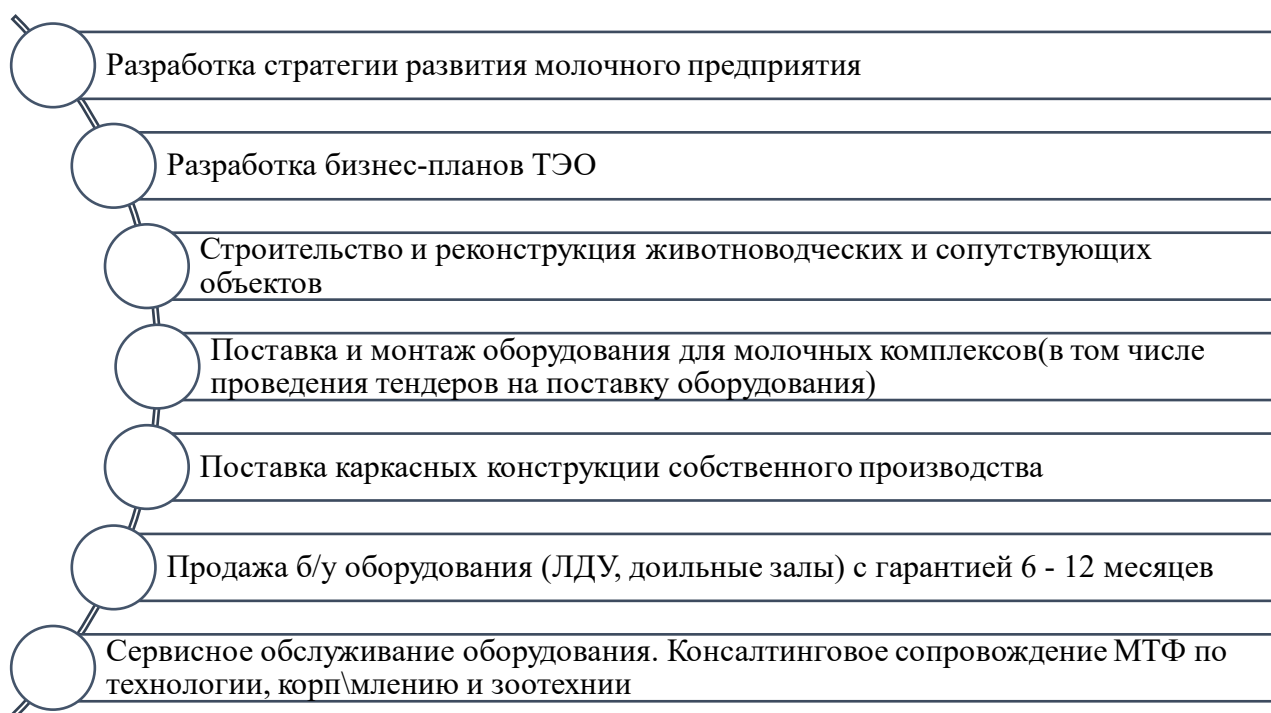 Разработка стратегии развития молочного предприятия
Разработка бизнес-планов ТЭО
Строительство и реконструкция животноводческих и сопутствующих
объектов
Поставка и монтаж оборудования для молочных комплексов(в том числе
проведения тендеров на поставку оборудования)
Поставка каркасных конструкции собственного производства
Продажа б/у оборудования (ЛДУ, доильные залы) с гарантией 6 - 12 месяцев
Сервисное обслуживание оборудования. Консалтинговое сопровождение МТФ по
технологии, корп\млению и зоотехнии